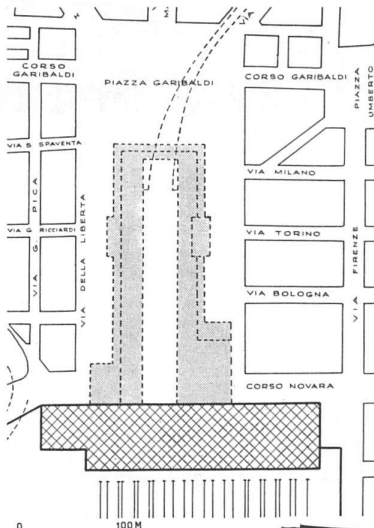 VIA
CORSO
GARIBALDI
PIAZZA GARIBALDI
CORSO GARIBALDI
PIAZZA
UMBERTO
VIA S. SPAVENTA
VIA MILANO
VIA G. PICA
VIA G. RICCIARDI
VIA DELLA LIBERTA
VIA TORINO
VIA FIRENZE
VIA BOLOGNA
CORSO NOVARA
0 100 M